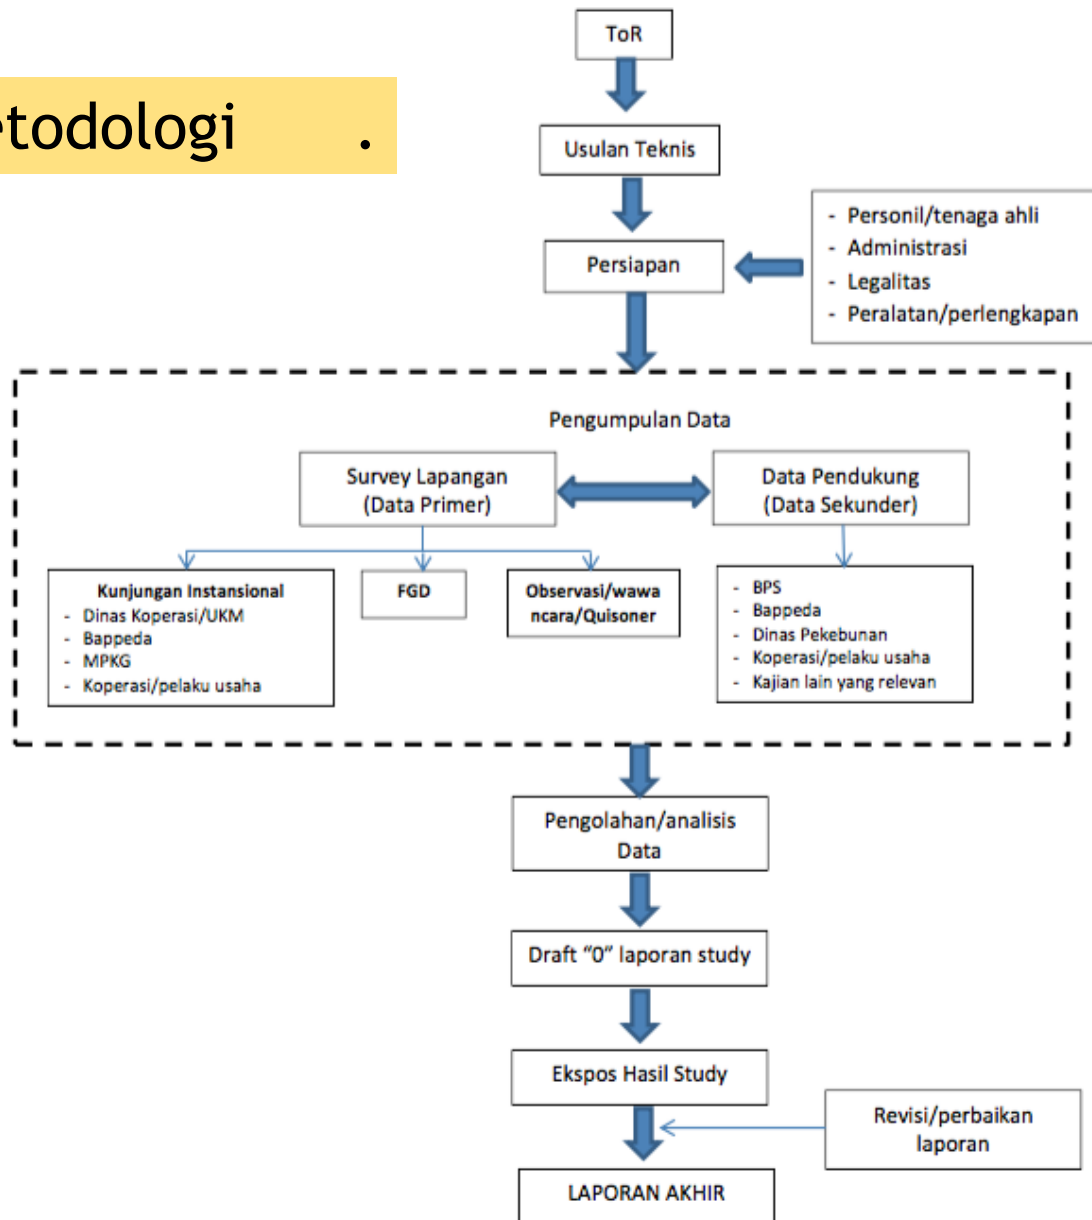 ToR
etodologi .
Usulan Teknis
Persiapan
- Personil/tenaga ahli
- Administrasi
- Legalitas
- Peralatan/perlengkapan
Pengumpulan Data
Survey Lapangan
(Data Primer)
Data Pendukung
(Data Sekunder)
Kunjungan Instansional
- Dinas Koperasi/UKM
- Bappeda
- MPKG
- Koperasi/pelaku usaha
FGD
Observasi/wawa
ncara/Quisoner
- BPS
- Bappeda
- Dinas Pekebunan
- Koperasi/pelaku usaha
- Kajian lain yang relevan
Pengolahan/analisis
Data
Draft “0” laporan study
Ekspos Hasil Study
Revisi/perbaikan
laporan
LAPORAN AKHIR